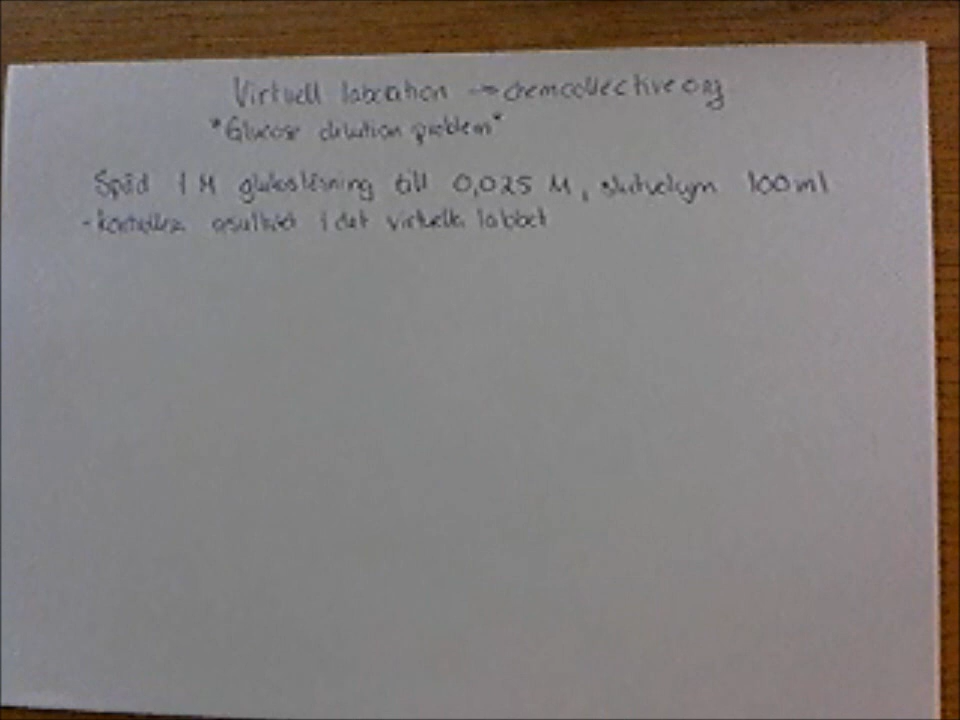 Virtuell laboration → chemcollective.org
"Glucose dilution problem"
Späd 1 M glukoslösning till 0,025 M, slutvolym 100 ml
- kontrollera resultatet i det virtuella labbet